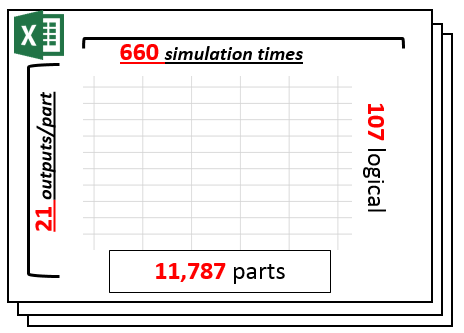 X
660 simulation times
21 outputs/part
107 logical
11,787 parts